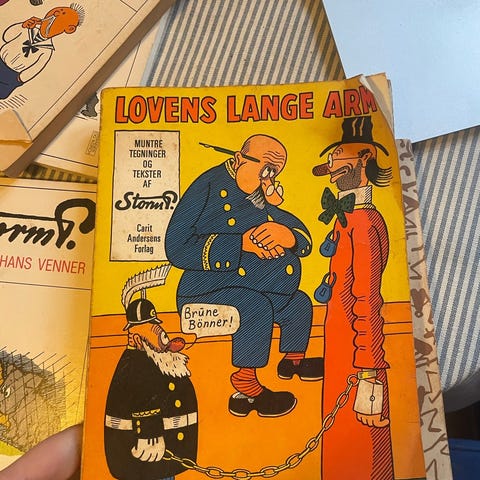 LOVENS LANGE ARM
MUNTRE
TEGNINGER
OG
TEKSTER
AF
Storm P.
Carit
Andersens
Forlag
Brüne
Bönner!
HANS VENNER